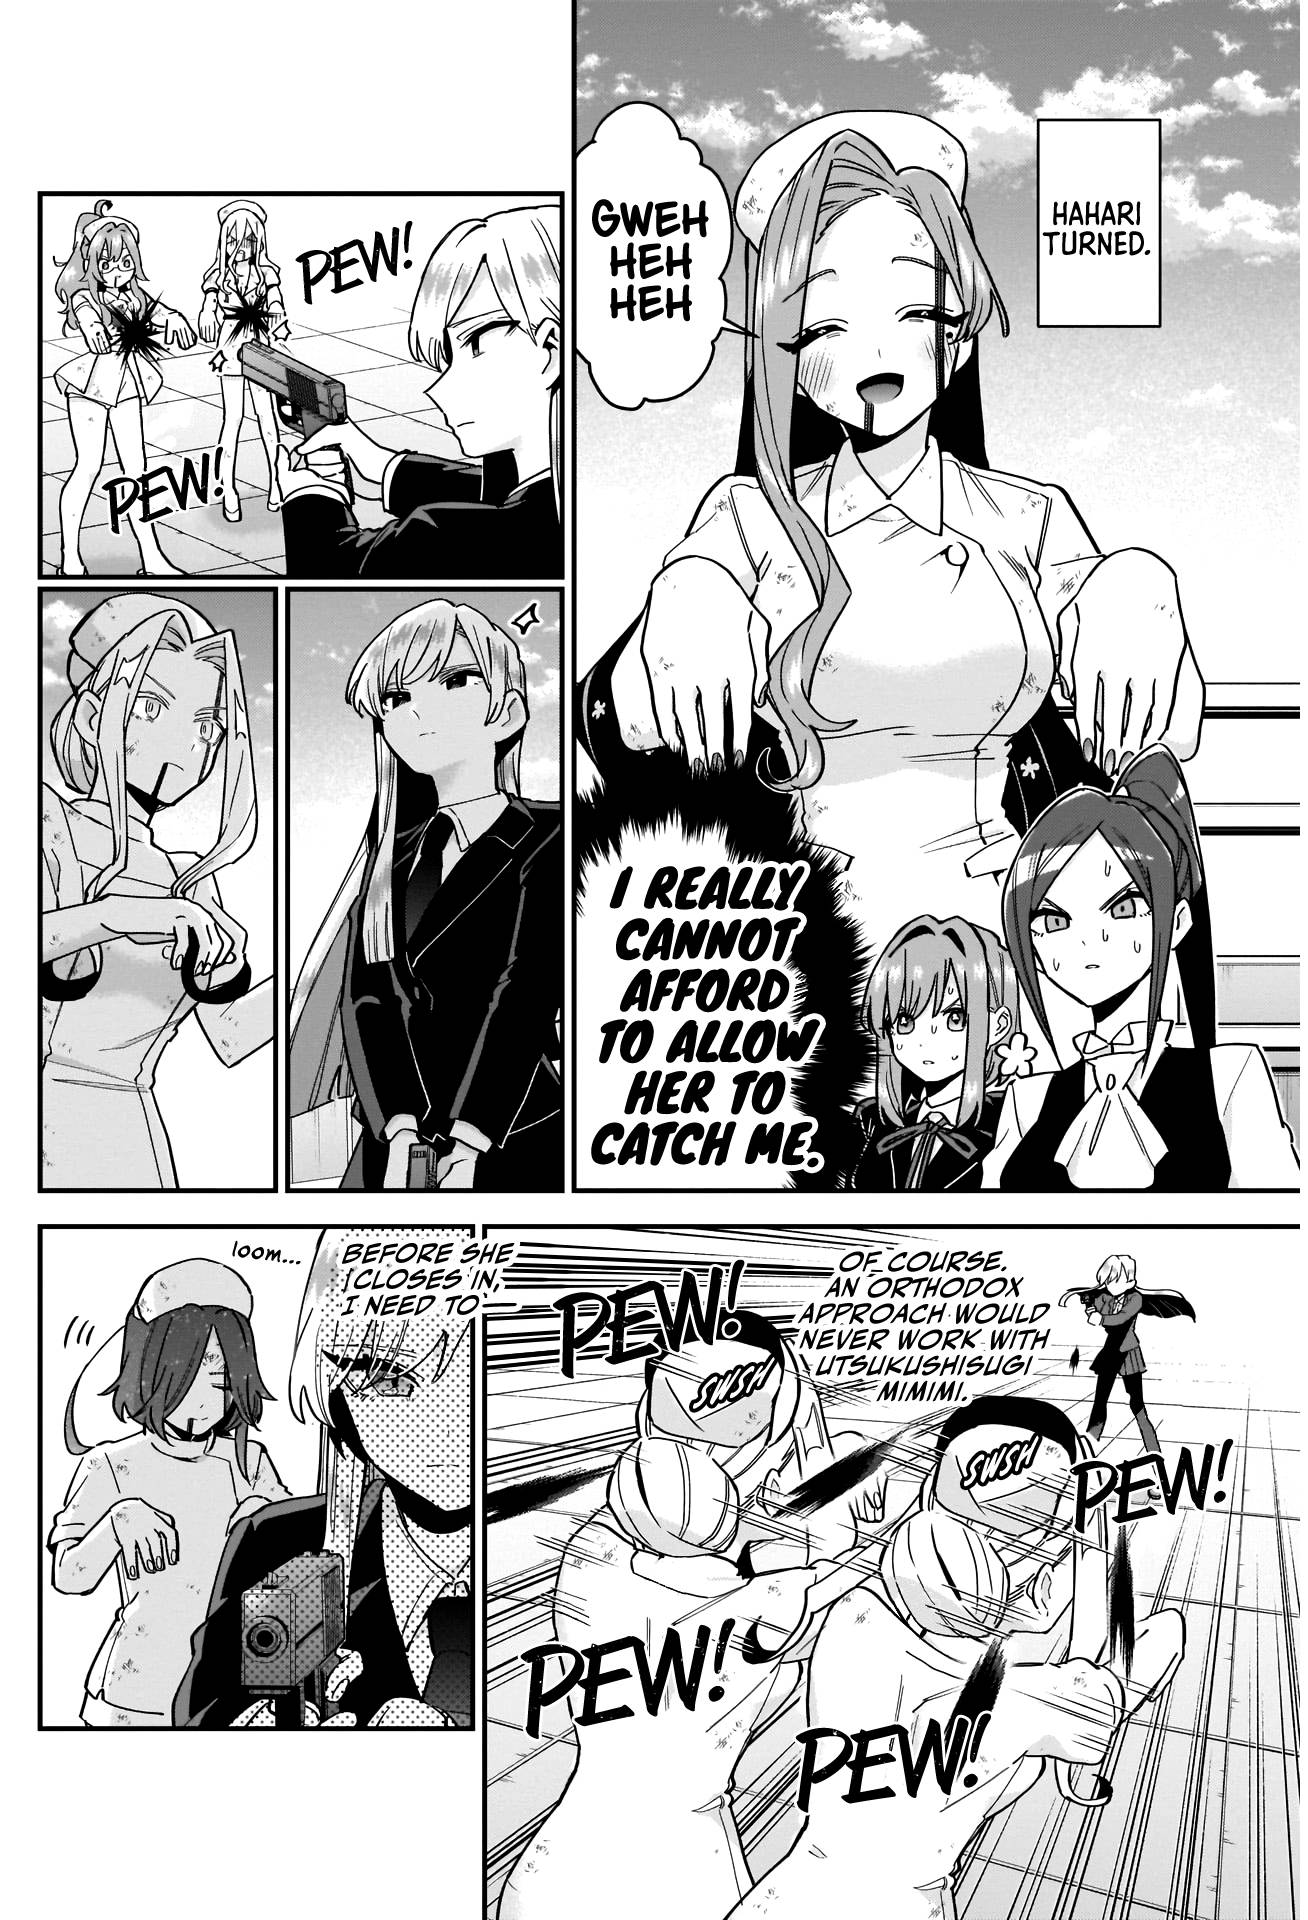 HAHARI
TURNED.
GWEH
HEH
HEH
I REALLY
CANNOT
AFFORD
TO ALLOW
HER TO
CATCH ME.
PEW!
PEW!
OF COURSE.
AN ORTHODOX
APPROACH WOULD
NEVER WORK WITH
UTSUKUSHISUGI
MIMIMI.
PEW!
SWSH
SWSH
PEW!
PEW!
PEW!
BEFORE SHE
CLOSES IN,
I NEED TO
loom...